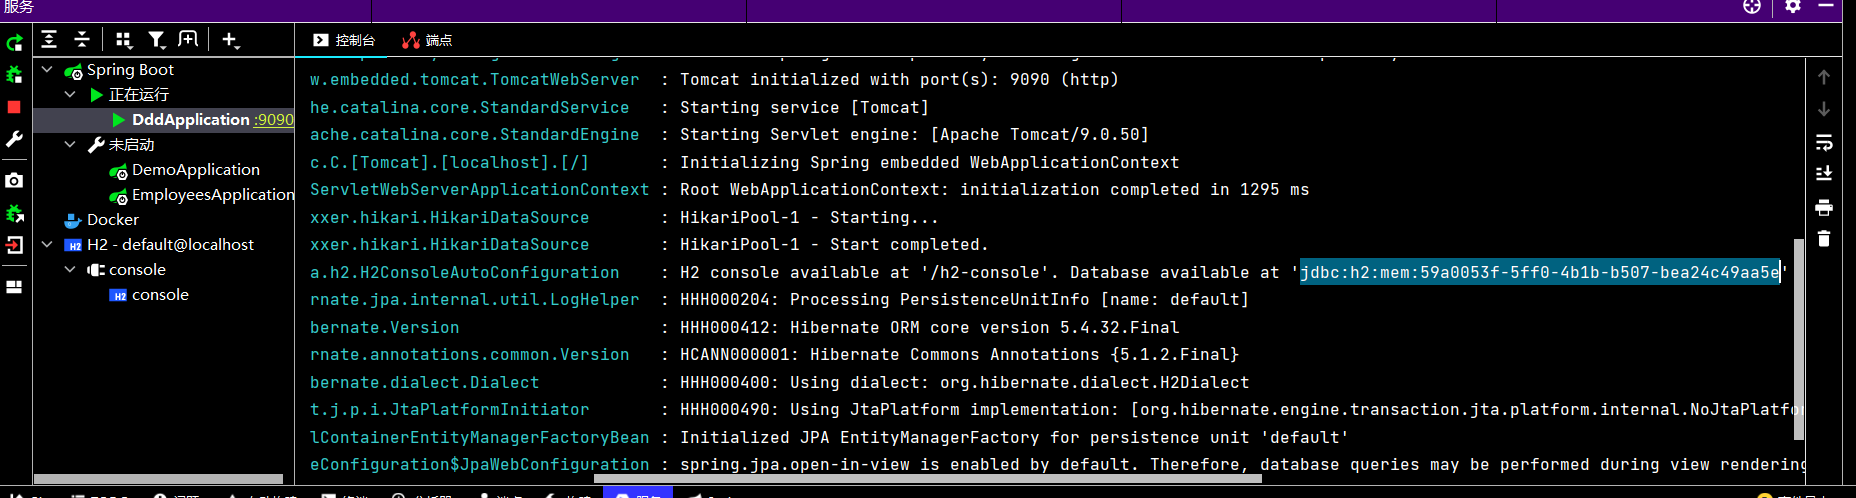 服务
控制台
端点
Spring Boot
正在运行
DddApplication :9090
未启动
DemoApplication
EmployeesApplication
Docker
H2 - default@localhost
console
console
w.embedded.tomcat.TomcatWebServer : Tomcat initialized with port(s): 9090 (http)
he.catalina.core.StandardService : Starting service [Tomcat]
ache.catalina.core.StandardEngine : Starting Servlet engine: [Apache Tomcat/9.0.50]
c.C.[Tomcat].[localhost].[/] : Initializing Spring embedded WebApplicationContext
ServletWebServerApplicationContext : Root WebApplicationContext: initialization completed in 1295 ms
xxer.hikari.HikariDataSource : HikariPool-1 - Starting...
xxer.hikari.HikariDataSource : HikariPool-1 - Start completed.
a.h2.H2ConsoleAutoConfiguration : H2 console available at '/h2-console'. Database available at 'jdbc:h2:mem:59a0053f-5ff0-4b1b-b507-bea24c49aa5e'
rnate.jpa.internal.util.LogHelper : HHH000204: Processing PersistenceUnitInfo [name: default]
bernate.Version : HHH000412: Hibernate ORM core version 5.4.32.Final
rnate.annotations.common.Version : HCANN000001: Hibernate Commons Annotations {5.1.2.Final}
bernate.dialect.Dialect : HHH000400: Using dialect: org.hibernate.dialect.H2Dialect
t.j.p.i.JtaPlatformInitiator : HHH000490: Using JtaPlatform implementation: [org.hibernate.engine.transaction.jta.platform.internal.NoJtaPlatfor
lContainerEntityManagerFactoryBean : Initialized JPA EntityManagerFactory for persistence unit 'default'
eConfiguration$JpaWebConfiguration : spring.jpa.open-in-view is enabled by default. Therefore, database queries may be performed during view rendering